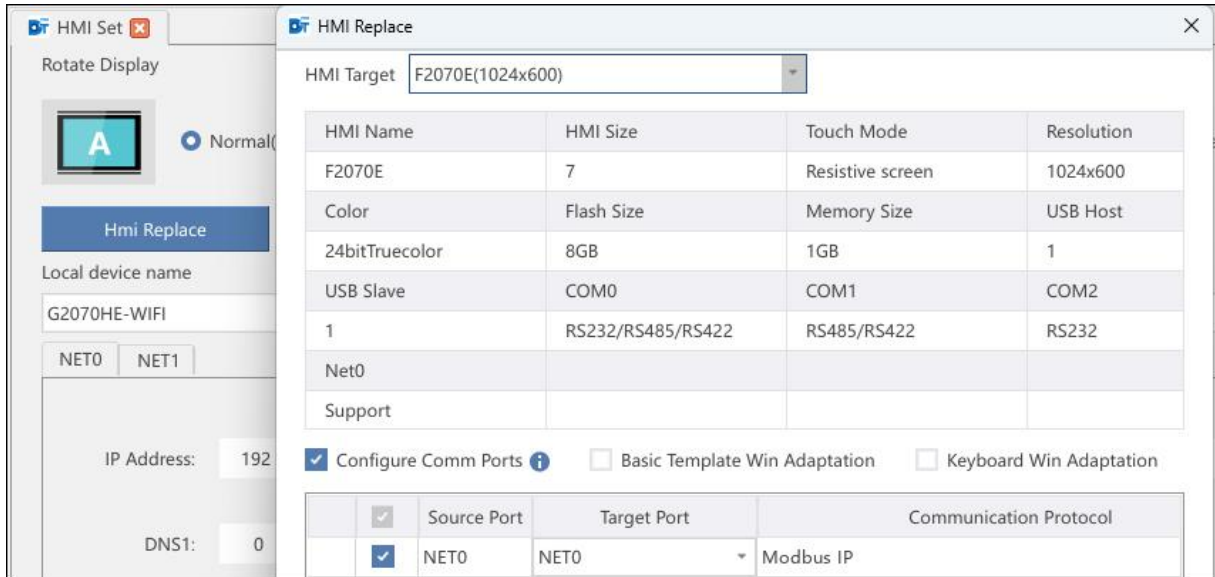 HMI Set
Rotate Display
A
Normal(
Hmi Replace
Local device name
G2070HE-WIFI
NET0 NET1
IP Address: 192
DNS1: 0
HMI Replace
HMI Target F2070E(1024x600)
HMI Name HMI Size Touch Mode Resolution
F2070E 7 Resistive screen 1024x600
Color Flash Size Memory Size USB Host
24bitTruecolor 8GB 1GB 1
USB Slave COM0 COM1 COM2
1 RS232/RS485/RS422 RS485/RS422 RS232
Net0
Support
Configure Comm Ports Basic Template Win Adaptation Keyboard Win Adaptation
Source Port Target Port Communication Protocol
NET0 NET0 Modbus IP